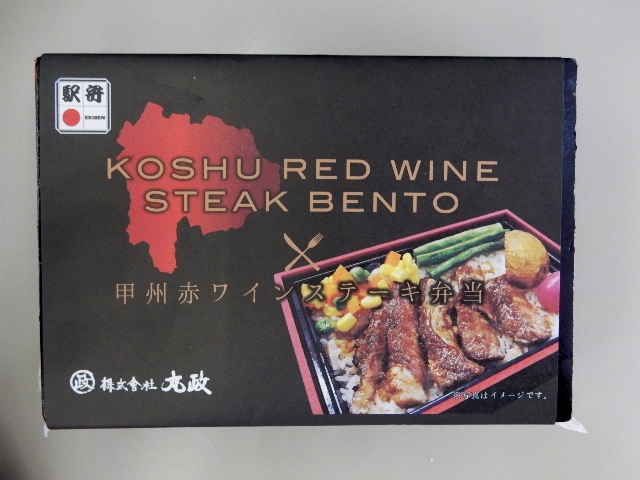 駅弁
EKIBEN
KOSHU RED WINE
STEAK BENTO
甲州赤ワインステーキ弁当
政 株式會社 丸政
※写真はイメージです。